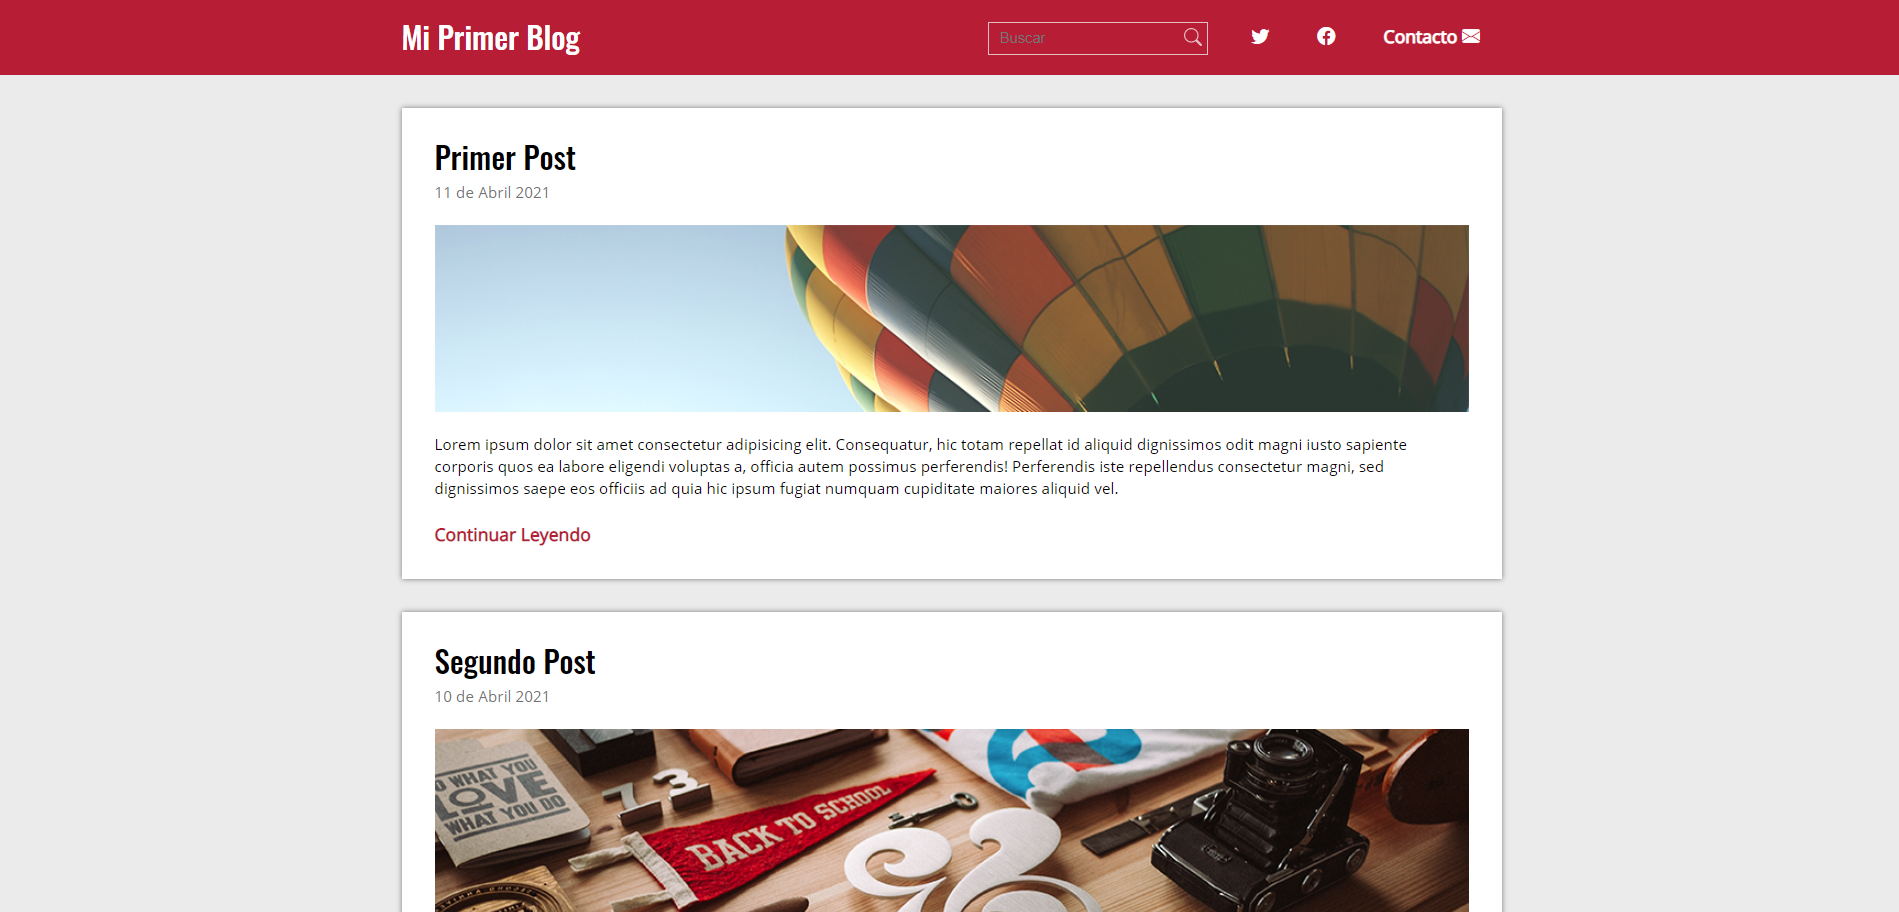 Mi Primer Blog
Buscar
Contacto
Primer Post
11 de Abril 2021
Lorem ipsum dolor sit amet consectetur adipisicing elit. Consequatur, hic totam repellat id aliquid dignissimos odit magni iusto sapiente
corporis quos ea labore eligendi voluptas a, officia autem possimus perferendis! Perferendis iste repellendus consectetur magni, sed
dignissimos saepe eos officiis ad quia hic ipsum fugiat numquam cupiditate maiores aliquid vel.
Continuar Leyendo
Segundo Post
10 de Abril 2021
WHAT YOU
LOVE
WHAT YOU DO
7 3
BACK TO SCHOOL
&